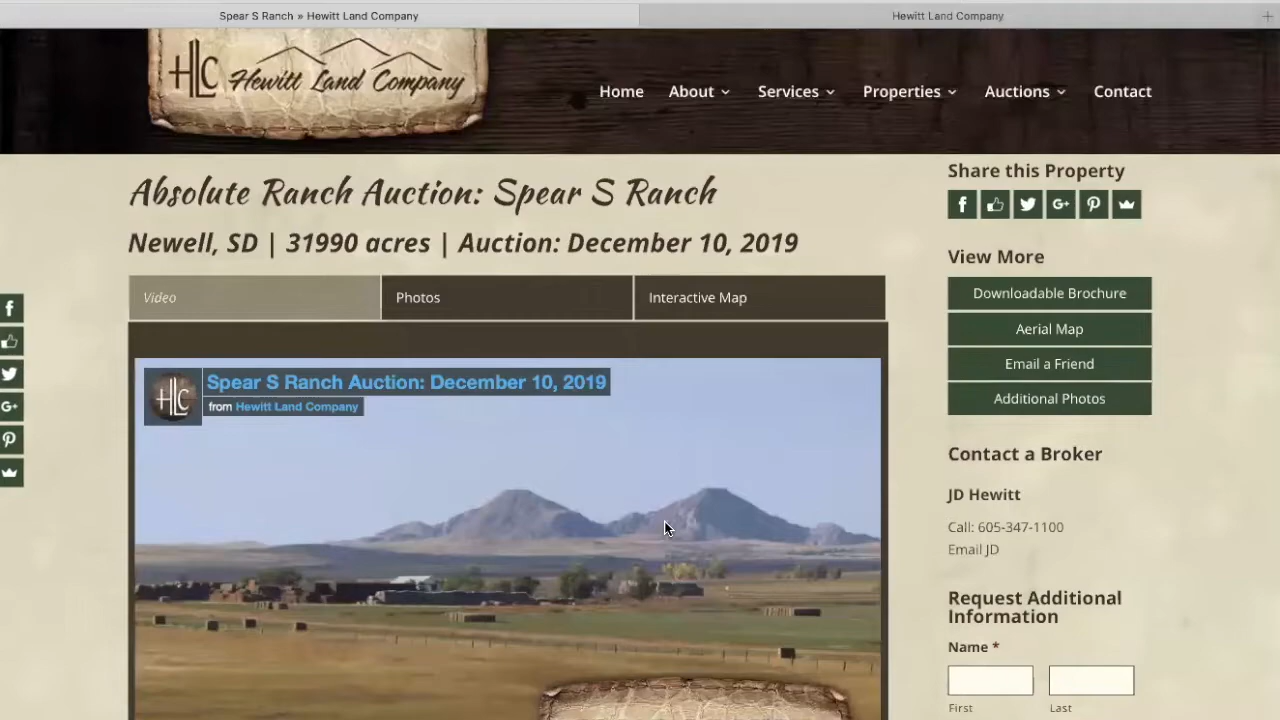 Spear S Ranch » Hewitt Land Company
Hewitt Land Company
HLC Hewitt Land Company
Home About Services Properties Auctions Contact
Absolute Ranch Auction: Spear S Ranch
Newell, SD | 31990 acres | Auction: December 10, 2019
Video Photos Interactive Map
HLC
Spear S Ranch Auction: December 10, 2019
from Hewitt Land Company
Share this Property
G+
View More
Downloadable Brochure
Aerial Map
Email a Friend
Additional Photos
Contact a Broker
JD Hewitt
Call: 605-347-1100
Email JD
Request Additional
Information
Name *
First Last
G+